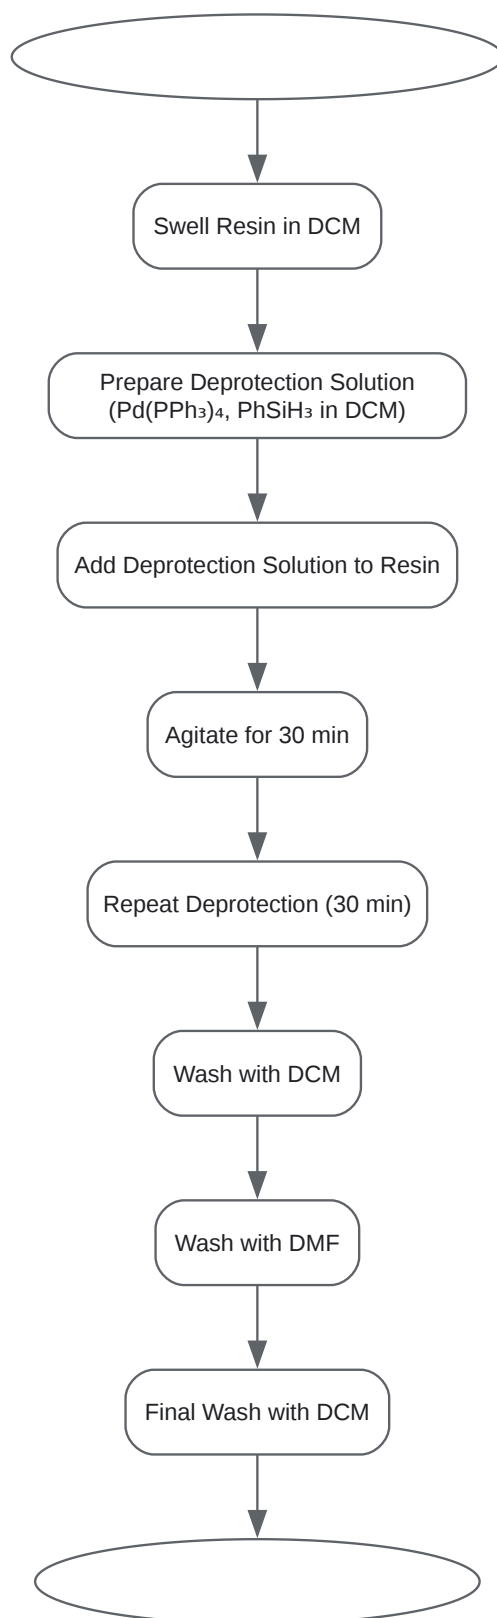 Swell Resin in DCM
Prepare Deprotection Solution
(Pd(PPh₃)₄, PhSiH₃ in DCM)
Add Deprotection Solution to Resin
Agitate for 30 min
Repeat Deprotection (30 min)
Wash with DCM
Wash with DMF
Final Wash with DCM